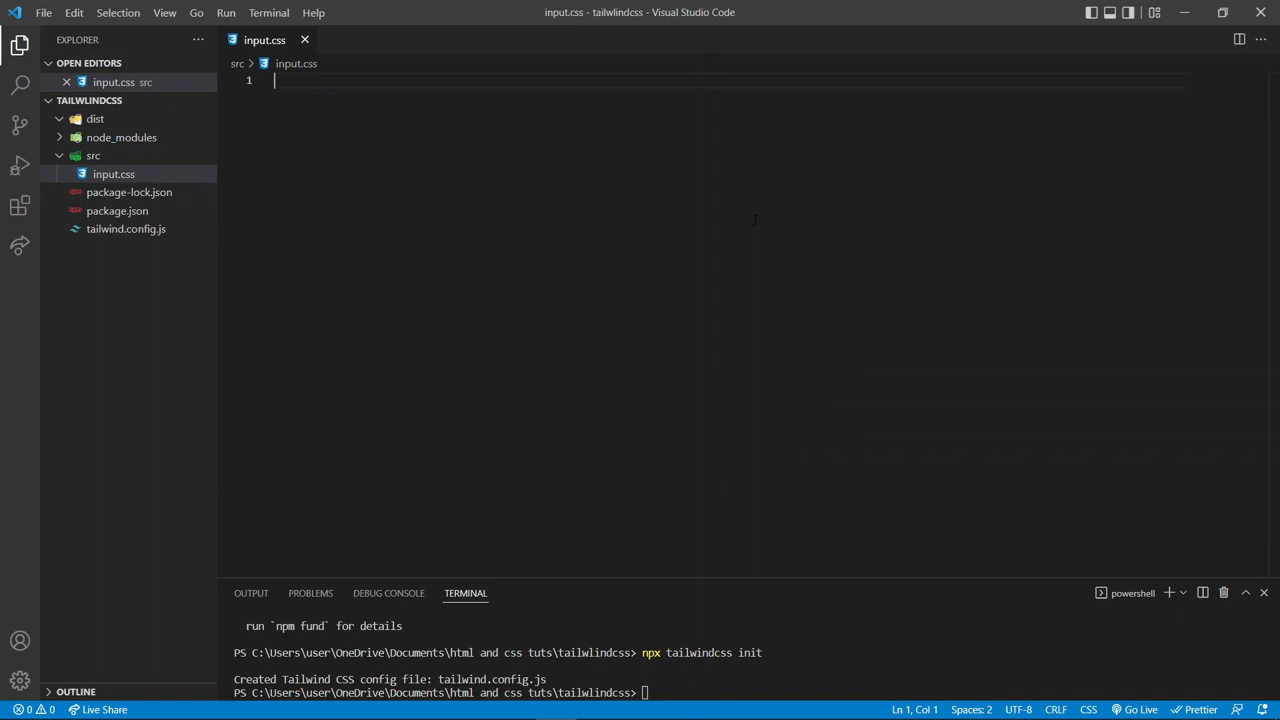 File Edit Selection View Go Run Terminal Help
input.css - tailwlindcss - Visual Studio Code
EXPLORER
OPEN EDITORS
input.css src
TAILWLINDCSS
dist
node_modules
src
input.css
package-lock.json
package.json
tailwind.config.js
OUTLINE
input.css
src > input.css
1
OUTPUT PROBLEMS DEBUG CONSOLE TERMINAL
powershell
run `npm fund` for details
PS C:\Users\user\OneDrive\Documents\html and css tuts\tailwlindcss> npx tailwindcss init
Created Tailwind CSS config file: tailwind.config.js
PS C:\Users\user\OneDrive\Documents\html and css tuts\tailwlindcss>
0 0 Live Share
Ln 1, Col 1 Spaces: 2 UTF-8 CRLF CSS Go Live Prettier